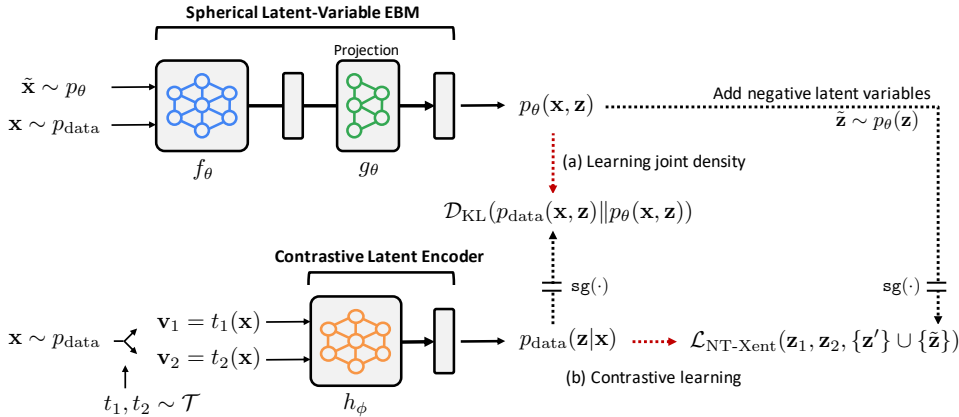 Spherical Latent-Variable EBM
Projection
x̃ ∼ p_θ
x ∼ p_data
f_θ
g_θ
p_θ(x, z)
Add negative latent variables
z̃ ∼ p_θ(z)
(a) Learning joint density
D_KL(p_data(x, z)∥p_θ(x, z))
Contrastive Latent Encoder
sg(·)
sg(·)
x ∼ p_data
v_1 = t_1(x)
v_2 = t_2(x)
p_data(z|x)
L_NT-Xent(z_1, z_2, {z′} ∪ {z̃})
(b) Contrastive learning
t_1, t_2 ∼ T
h_ϕ